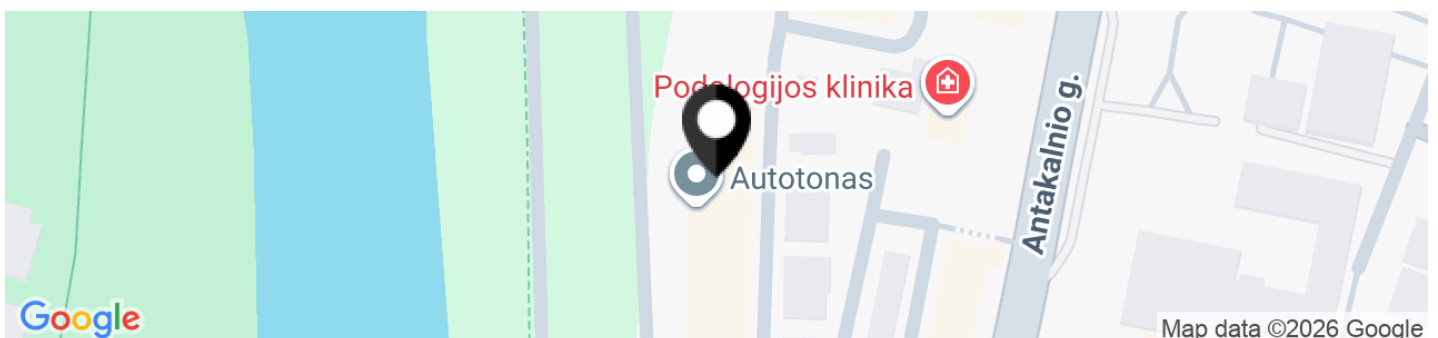 Podologijos klinika
Autotonas
Antakalnio g.
Google
Map data ©2026 Google